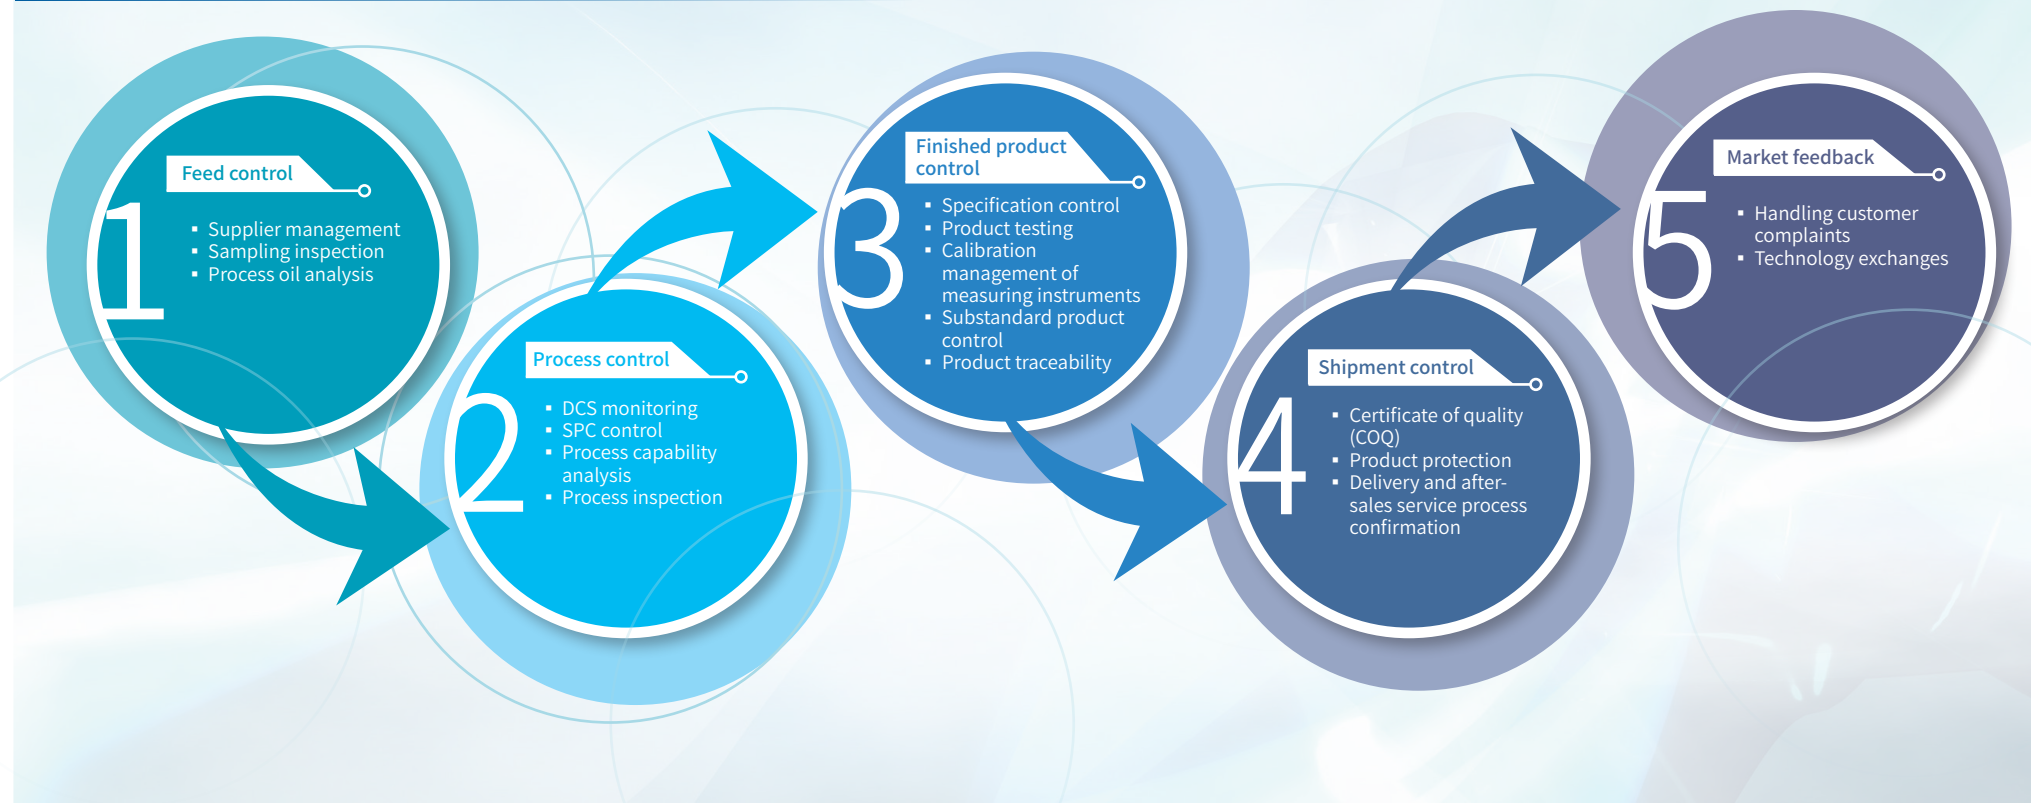 1
Feed control
▪ Supplier management
▪ Sampling inspection
▪ Process oil analysis
2
Process control
▪ DCS monitoring
▪ SPC control
▪ Process capability
analysis
▪ Process inspection
3
Finished product
control
▪ Specification control
▪ Product testing
▪ Calibration
management of
measuring instruments
▪ Substandard product
control
▪ Product traceability
4
Shipment control
▪ Certificate of quality
(COQ)
▪ Product protection
▪ Delivery and after-
sales service process
confirmation
5
Market feedback
▪ Handling customer
complaints
▪ Technology exchanges